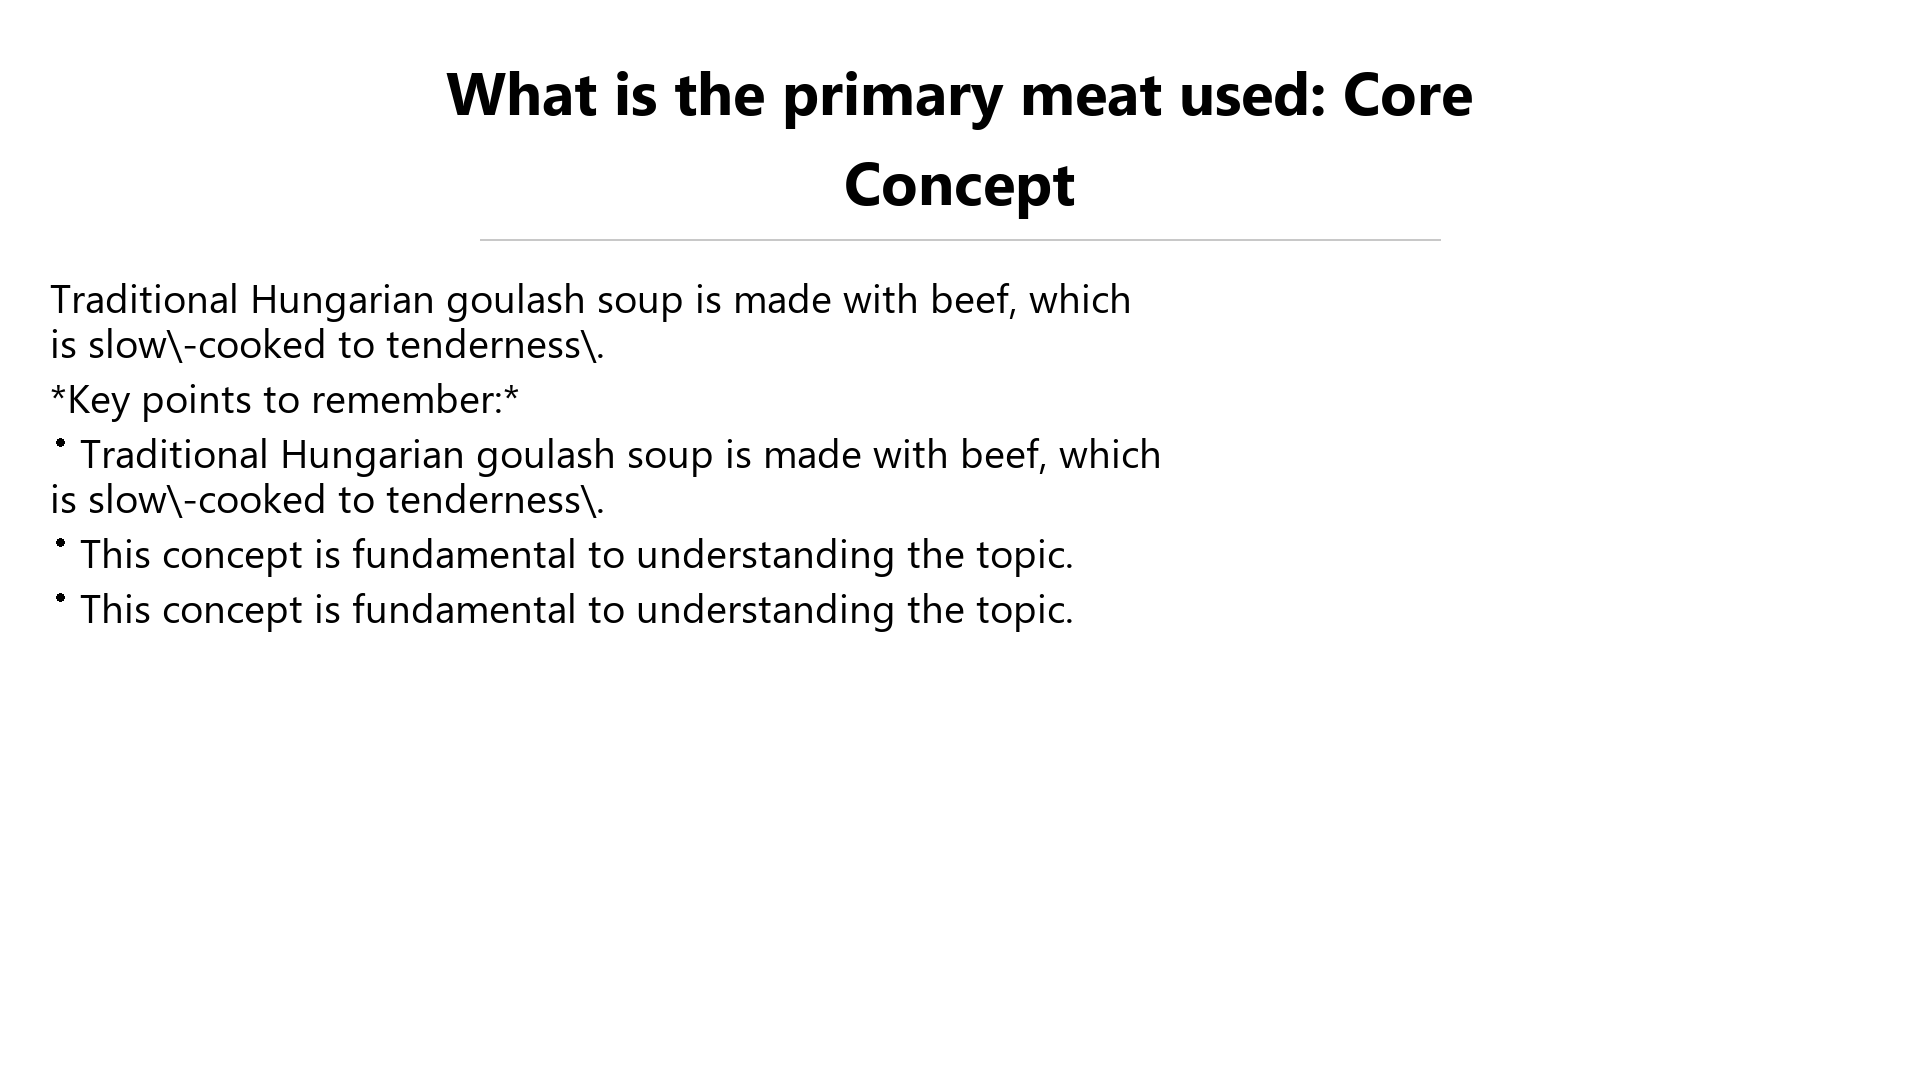 What is the primary meat used: Core
Concept
Traditional Hungarian goulash soup is made with beef, which
is slow\-cooked to tenderness\.
*Key points to remember:*
• Traditional Hungarian goulash soup is made with beef, which
is slow\-cooked to tenderness\.
• This concept is fundamental to understanding the topic.
• This concept is fundamental to understanding the topic.